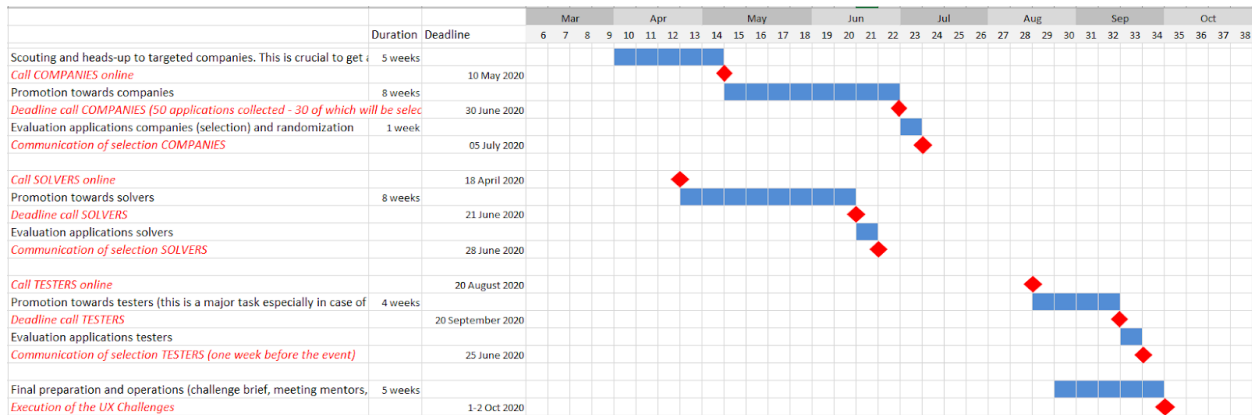 Mar Apr May Jun Jul Aug Sep Oct
Duration Deadline 6 7 8 9 10 11 12 13 14 15 16 17 18 19 20 21 22 23 24 25 26 27 28 29 30 31 32 33 34 35 36 37 38
Scouting and heads-up to targeted companies. This is crucial to get 5 weeks
Call COMPANIES online 10 May 2020
Promotion towards companies 8 weeks
Deadline call COMPANIES (50 applications collected - 30 of which will be selec 30 June 2020
Evaluation applications companies (selection) and randomization 1 week
Communication of selection COMPANIES 05 July 2020
Call SOLVERS online 18 April 2020
Promotion towards solvers 8 weeks
Deadline call SOLVERS 21 June 2020
Evaluation applications solvers
Communication of selection SOLVERS 28 June 2020
Call TESTERS online 20 August 2020
Promotion towards testers (this is a major task especially in case of 4 weeks
Deadline call TESTERS 20 September 2020
Evaluation applications testers
Communication of selection TESTERS (one week before the event) 25 June 2020
Final preparation and operations (challenge brief, meeting mentors, 5 weeks
Execution of the UX Challenges 1-2 Oct 2020